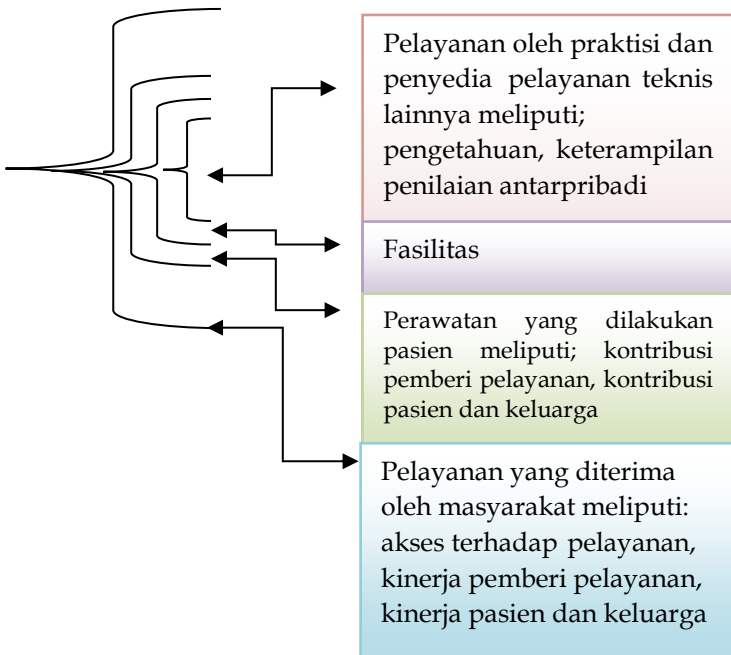 Pelayanan oleh praktisi dan
penyedia pelayanan teknis
lainnya meliputi;
pengetahuan, keterampilan
penilaian antarpribadi
Fasilitas
Perawatan yang dilakukan
pasien meliputi; kontribusi
pemberi pelayanan, kontribusi
pasien dan keluarga
Pelayanan yang diterima
oleh masyarakat meliputi:
akses terhadap pelayanan,
kinerja pemberi pelayanan,
kinerja pasien dan keluarga